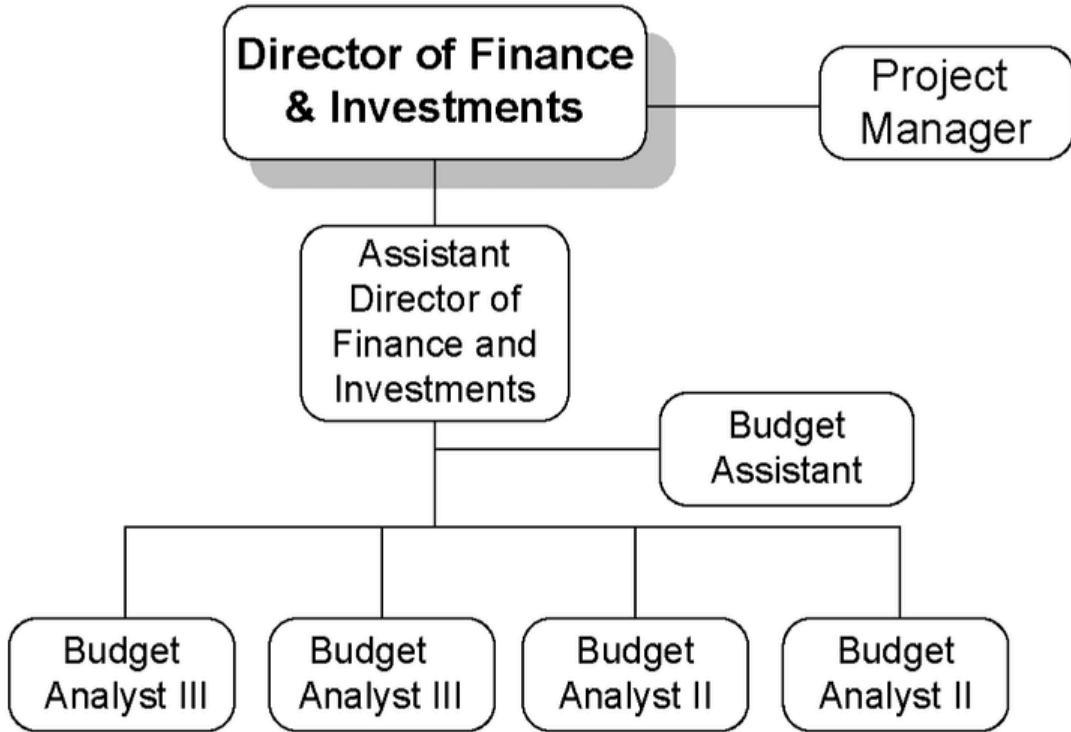 Director of Finance
& Investments
Project
Manager
Assistant
Director of
Finance and
Investments
Budget
Assistant
Budget
Analyst III
Budget
Analyst III
Budget
Analyst II
Budget
Analyst II